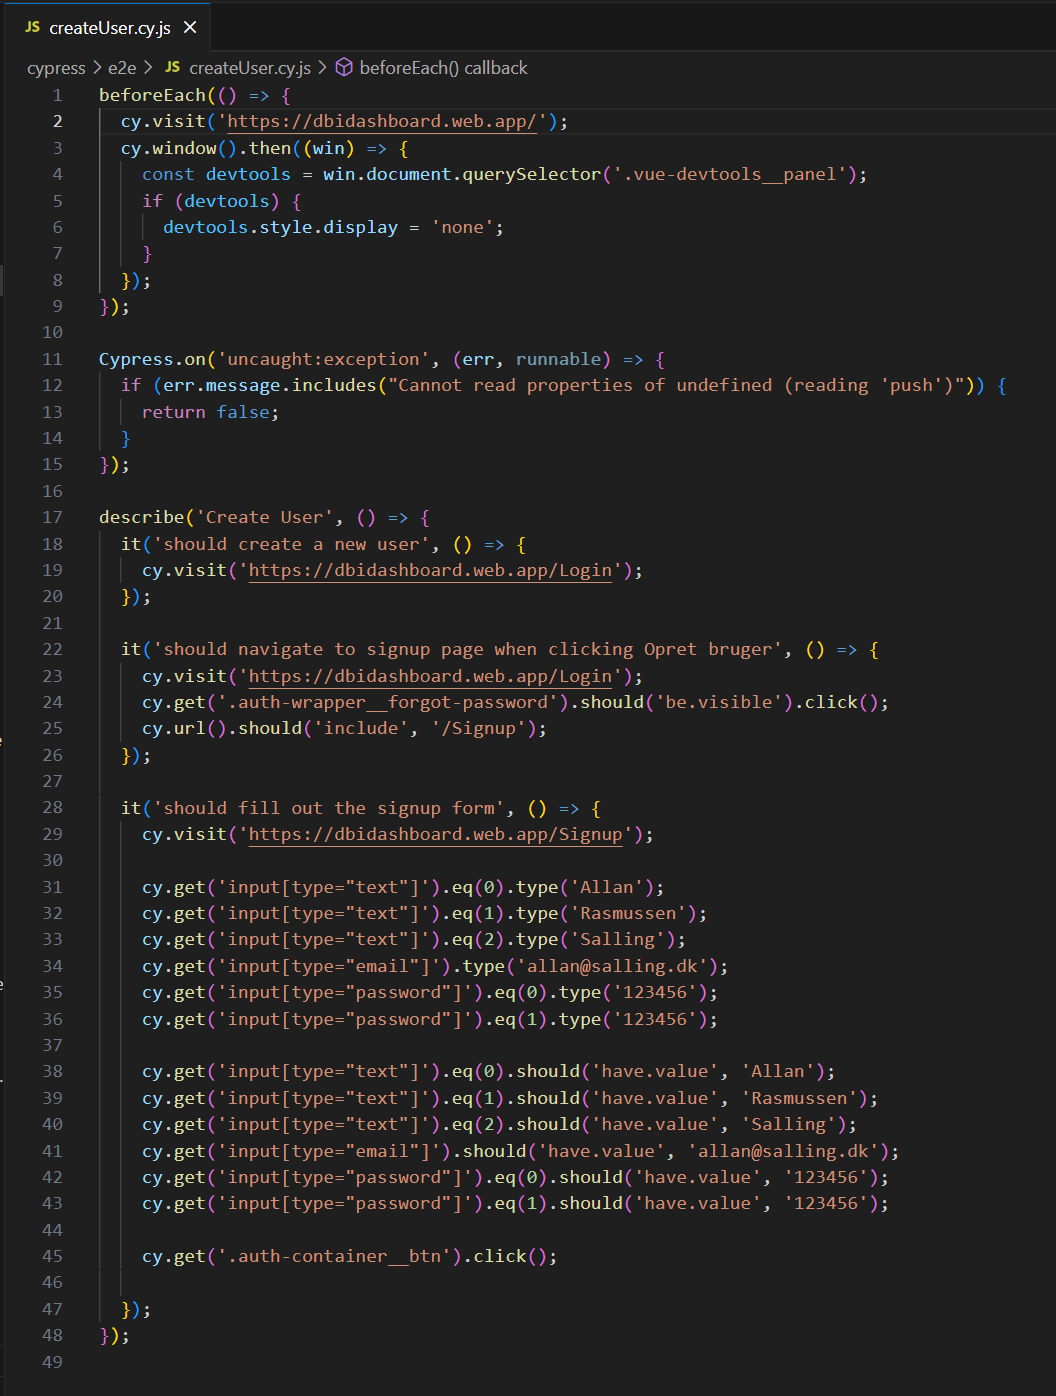 JS createUser.cy.js ×
cypress > e2e > JS createUser.cy.js > beforeEach() callback
1 beforeEach(() => {
2   cy.visit('https://dbidashboard.web.app/');
3   cy.window().then((win) => {
4     const devtools = win.document.querySelector('.vue-devtools__panel');
5     if (devtools) {
6       devtools.style.display = 'none';
7     }
8   });
9 });
10
11 Cypress.on('uncaught:exception', (err, runnable) => {
12   if (err.message.includes("Cannot read properties of undefined (reading 'push')")) {
13     return false;
14   }
15 });
16
17 describe('Create User', () => {
18   it('should create a new user', () => {
19     cy.visit('https://dbidashboard.web.app/Login');
20   });
21
22   it('should navigate to signup page when clicking Opret bruger', () => {
23     cy.visit('https://dbidashboard.web.app/Login');
24     cy.get('.auth-wrapper__forgot-password').should('be.visible').click();
25     cy.url().should('include', '/Signup');
26   });
27
28   it('should fill out the signup form', () => {
29     cy.visit('https://dbidashboard.web.app/Signup');
30
31     cy.get('input[type="text"]').eq(0).type('Allan');
32     cy.get('input[type="text"]').eq(1).type('Rasmussen');
33     cy.get('input[type="text"]').eq(2).type('Salling');
34     cy.get('input[type="email"]').type('allan@salling.dk');
35     cy.get('input[type="password"]').eq(0).type('123456');
36     cy.get('input[type="password"]').eq(1).type('123456');
37
38     cy.get('input[type="text"]').eq(0).should('have.value', 'Allan');
39     cy.get('input[type="text"]').eq(1).should('have.value', 'Rasmussen');
40     cy.get('input[type="text"]').eq(2).should('have.value', 'Salling');
41     cy.get('input[type="email"]').should('have.value', 'allan@salling.dk');
42     cy.get('input[type="password"]').eq(0).should('have.value', '123456');
43     cy.get('input[type="password"]').eq(1).should('have.value', '123456');
44
45     cy.get('.auth-container__btn').click();
46
47   });
48 });
49